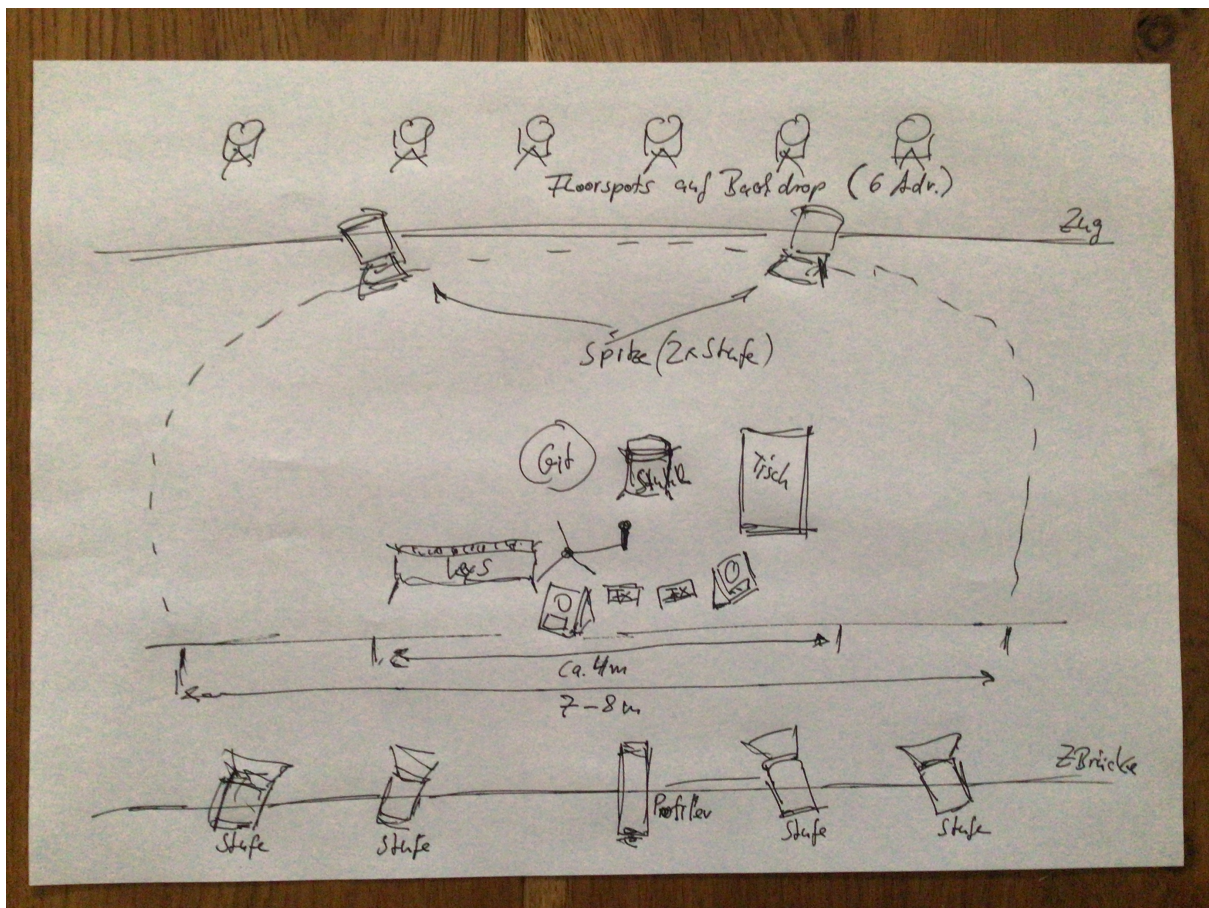 Floorspots auf Backdrop (6 Adr.)
Zug
Spitze (2x Stufe)
Git
Stuhl
Tisch
Keys
ca. 4m
7-8m
ZBrücke
Profiler
Stufe
Stufe
Stufe
Stufe